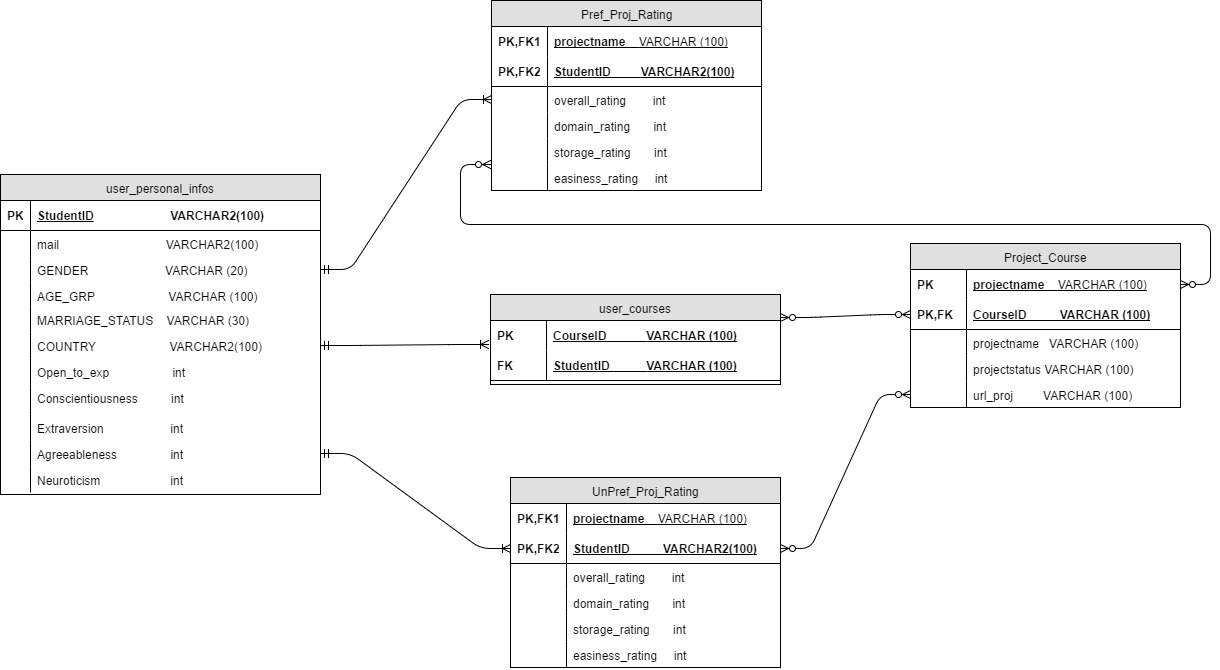 Pref_Proj_Rating
PK,FK1 projectname VARCHAR (100)
PK,FK2 StudentID VARCHAR2(100)
overall_rating int
domain_rating int
storage_rating int
easiness_rating int
user_personal_infos
PK StudentID VARCHAR2(100)
mail VARCHAR2(100)
GENDER VARCHAR (20)
AGE_GRP VARCHAR (100)
MARRIAGE_STATUS VARCHAR (30)
COUNTRY VARCHAR2(100)
Open_to_exp int
Conscientiousness int
Extraversion int
Agreeableness int
Neuroticism int
user_courses
PK CourseID VARCHAR (100)
FK StudentID VARCHAR (100)
Project_Course
PK projectname VARCHAR (100)
PK,FK CourseID VARCHAR (100)
projectname VARCHAR (100)
projectstatus VARCHAR (100)
url_proj VARCHAR (100)
UnPref_Proj_Rating
PK,FK1 projectname VARCHAR (100)
PK,FK2 StudentID VARCHAR2(100)
overall_rating int
domain_rating int
storage_rating int
easiness_rating int